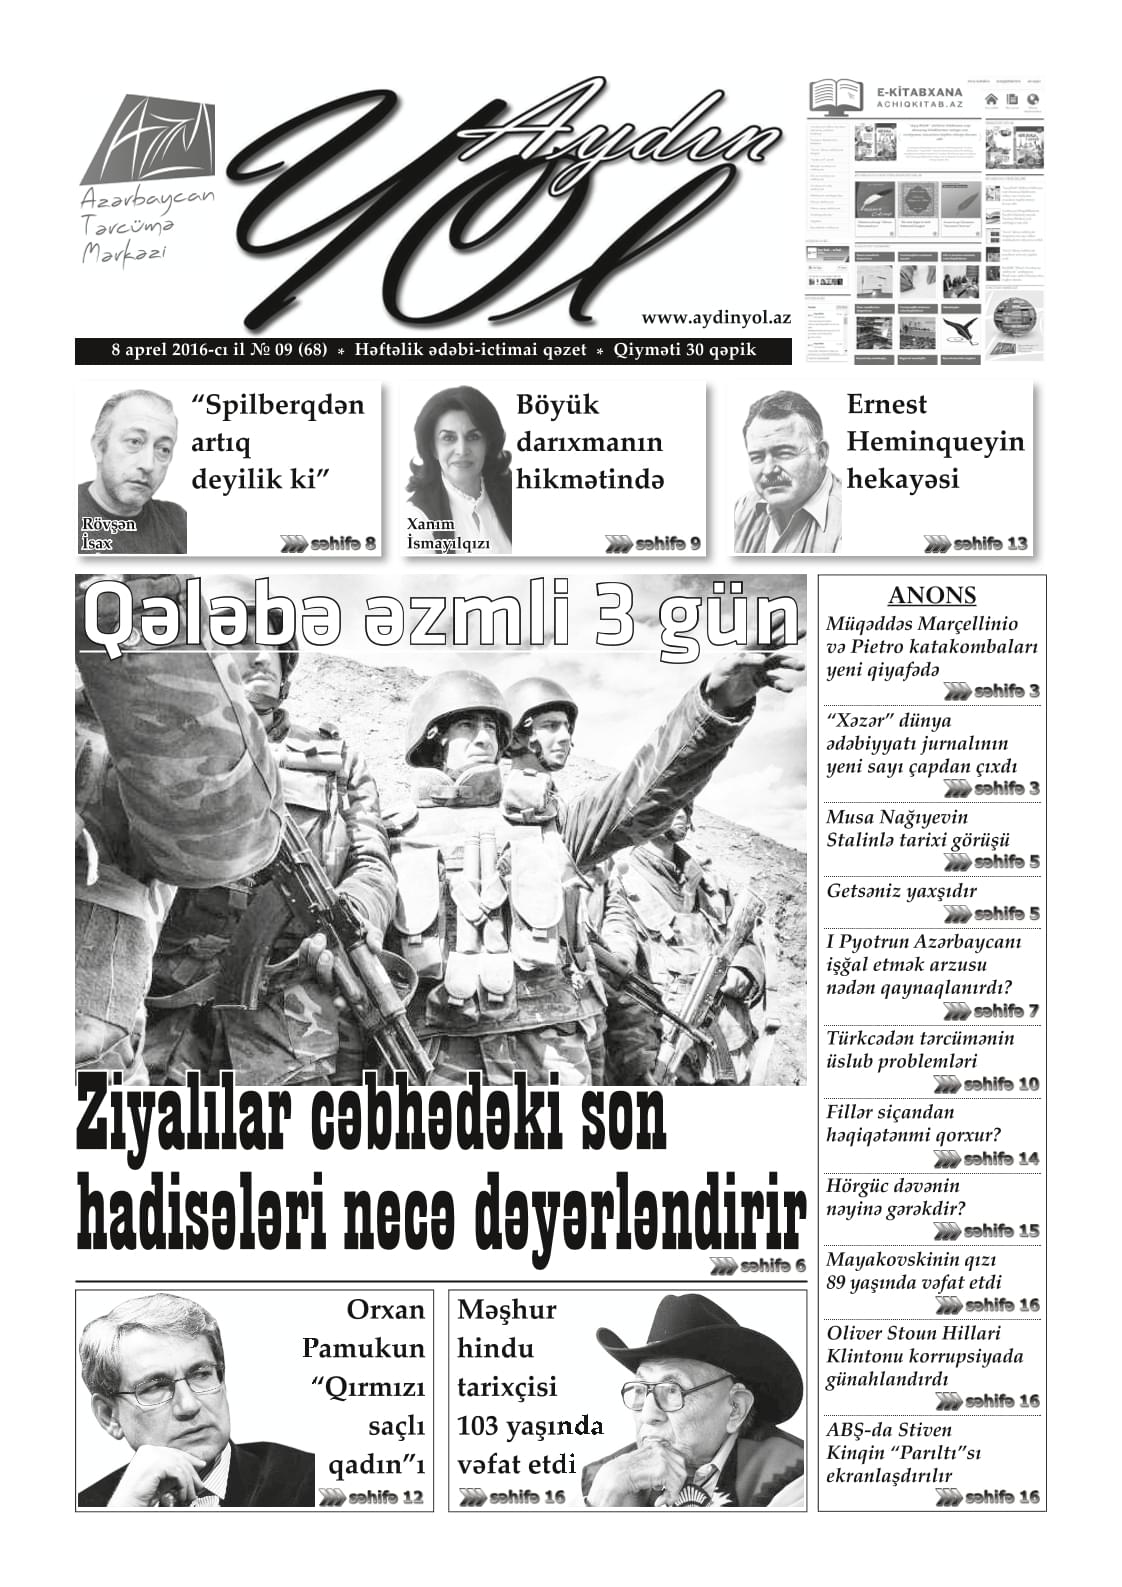 Azərbaycan
Tərcümə
Mərkəzi
Aydın
Yol
www.aydinyol.az
E-KİTABXANA
ACHIQKITAB.AZ
8 aprel 2016-cı il № 09 (68) * Həftəlik ədəbi-ictimai qəzet * Qiyməti 30 qəpik
“Spilberqdən
artıq
deyilik ki”
Rövşən
İsax
səhifə 8
Böyük
darıxmanın
hikmətində
Xanım
İsmayılqızı
səhifə 9
Ernest
Heminqueyin
hekayəsi
səhifə 13
Qələbə əzmli 3 gün
Ziyalılar cəbhədəki son
hadisələri necə dəyərləndirir
səhifə 6
Orxan
Pamukun
“Qırmızı
saçlı
qadın”ı
səhifə 12
Məşhur
hindu
tarixçisi
103 yaşında
vəfat etdi
səhifə 16
ANONS
Müqəddəs Marçellinio
və Pietro katakombaları
yeni qiyafədə
səhifə 3
“Xəzər” dünya
ədəbiyyatı jurnalının
yeni sayı çapdan çıxdı
səhifə 3
Musa Nağıyevin
Stalinlə tarixi görüşü
səhifə 5
Getsəniz yaxşıdır
səhifə 5
I Pyotrun Azərbaycanı
işğal etmək arzusu
nədən qaynaqlanırdı?
səhifə 7
Türkcədən tərcümənin
üslub problemləri
səhifə 10
Fillər siçandan
həqiqətənmi qorxur?
səhifə 14
Hörgüc dəvənin
nəyinə gərəkdir?
səhifə 15
Mayakovskinin qızı
89 yaşında vəfat etdi
səhifə 16
Oliver Stoun Hillari
Klintonu korrupsiyada
günahlandırdı
səhifə 16
ABŞ-da Stiven
Kinqin “Parıltı”sı
ekranlaşdırılır
səhifə 16